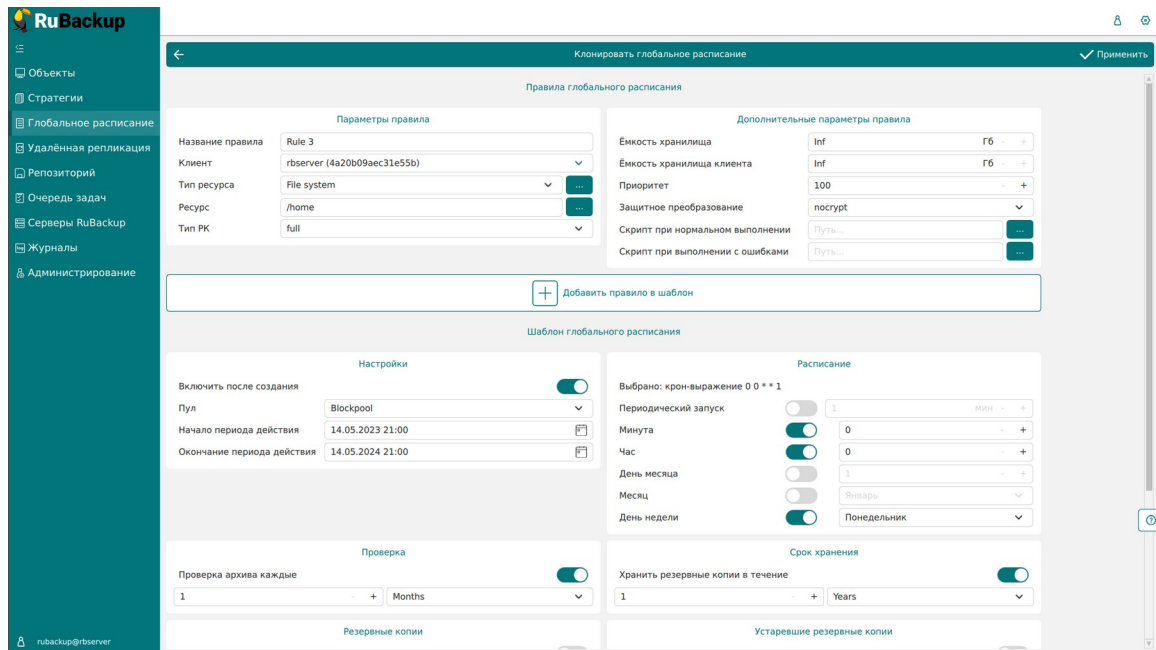 RuBackup
Объекты
Стратегии
Глобальное расписание
Удалённая репликация
Репозиторий
Очередь задач
Серверы RuBackup
Журналы
Администрирование
rubackup@rbserver
Клонировать глобальное расписание
Применить
Правила глобального расписания
Параметры правила
Название правила Rule 3
Клиент rbserver (4a20b09aec31e55b)
Тип ресурса File system ...
Ресурс /home ...
Тип РК full
Дополнительные параметры правила
Ёмкость хранилища Inf Гб - +
Ёмкость хранилища клиента Inf Гб - +
Приоритет 100 - +
Защитное преобразование nocrypt
Скрипт при нормальном выполнении Путь... ...
Скрипт при выполнении с ошибками Путь... ...
+ Добавить правило в шаблон
Шаблон глобального расписания
Настройки
Включить после создания
Пул Blockpool
Начало периода действия 14.05.2023 21:00
Окончание периода действия 14.05.2024 21:00
Расписание
Выбрано: крон-выражение 0 0 * * 1
Периодический запуск 1 мин - +
Минута 0 - +
Час 0 - +
День месяца 1 - +
Месяц Январь
День недели Понедельник
Проверка
Проверка архива каждые
1 - + Months
Срок хранения
Хранить резервные копии в течение
1 - + Years
Резервные копии
Устаревшие резервные копии